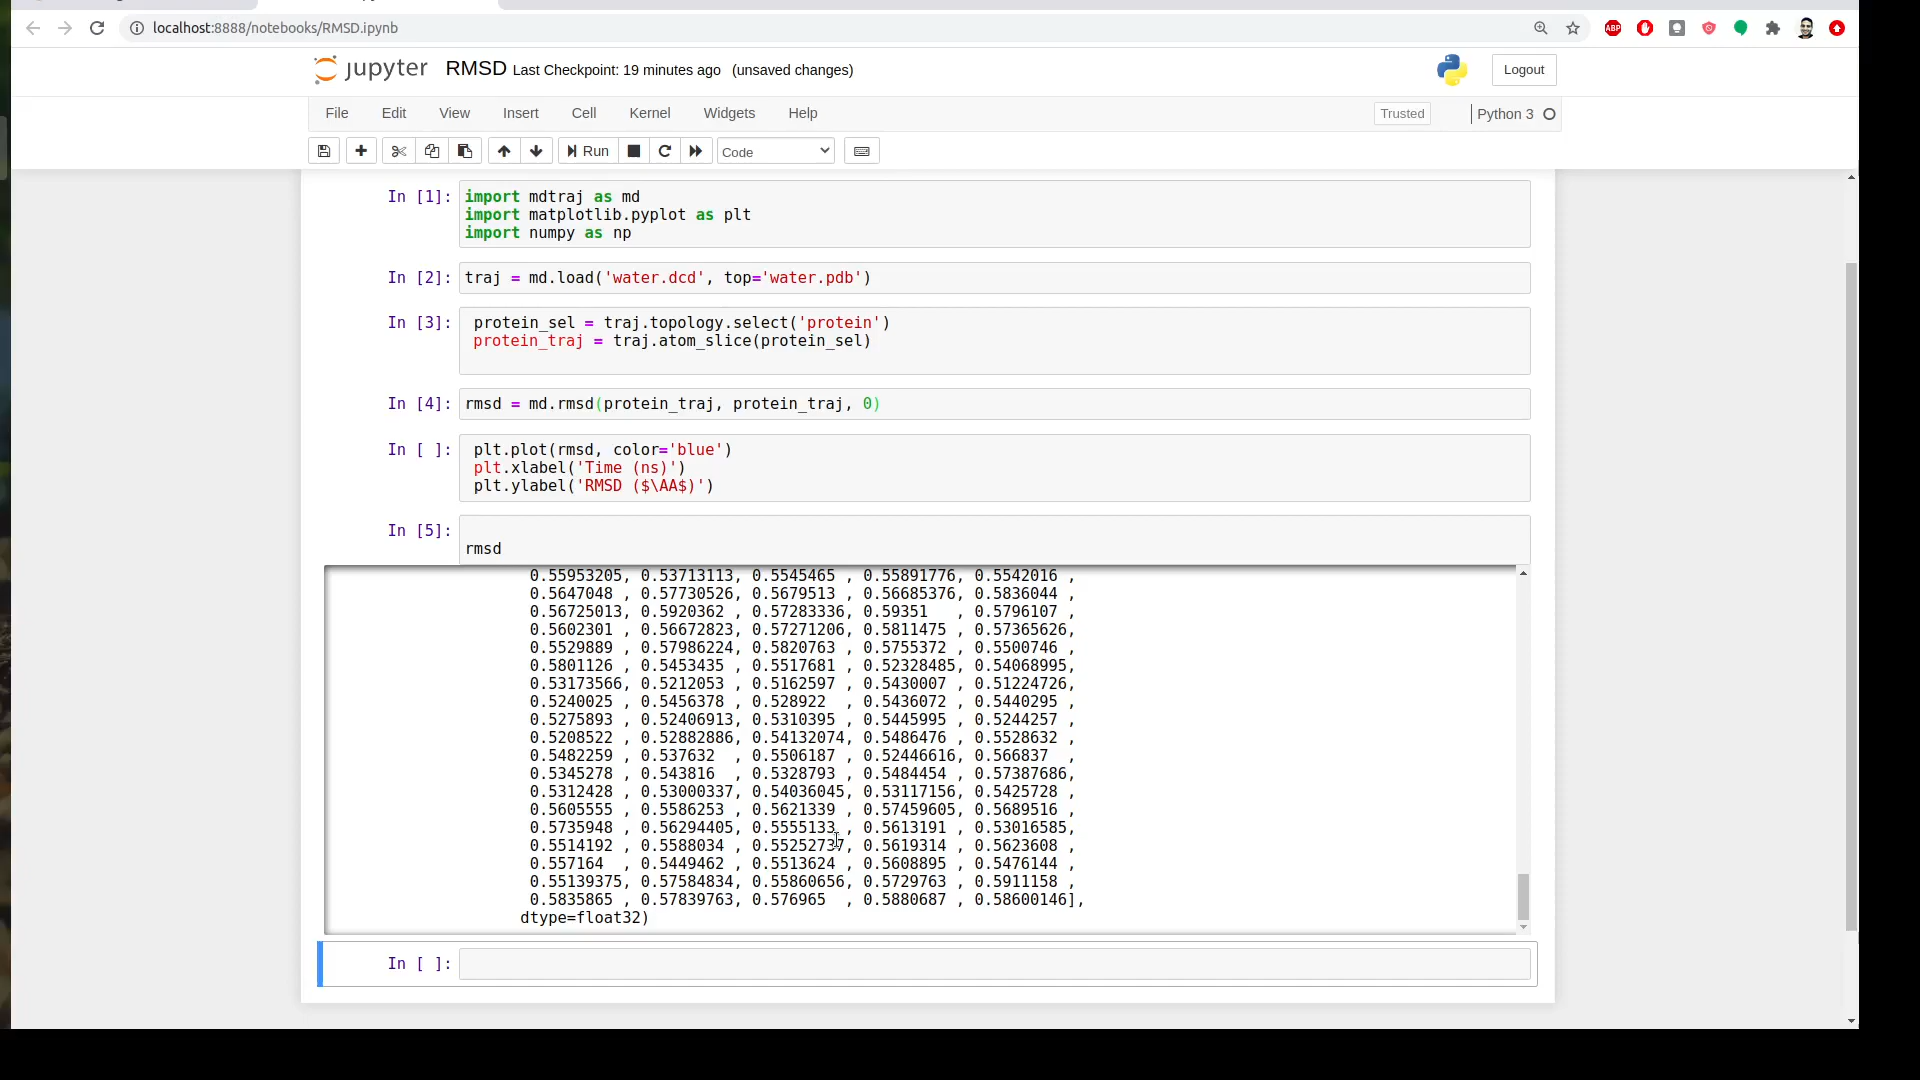 localhost:8888/notebooks/RMSD.ipynb
ABP
jupyter RMSD Last Checkpoint: 19 minutes ago (unsaved changes)
Logout
File Edit View Insert Cell Kernel Widgets Help
Trusted
Python 3
Run
Code
In [1]: import mdtraj as md
import matplotlib.pyplot as plt
import numpy as np
In [2]: traj = md.load('water.dcd', top='water.pdb')
In [3]: protein_sel = traj.topology.select('protein')
protein_traj = traj.atom_slice(protein_sel)
In [4]: rmsd = md.rmsd(protein_traj, protein_traj, 0)
In [ ]: plt.plot(rmsd, color='blue')
plt.xlabel('Time (ns)')
plt.ylabel('RMSD ($\AA$)')
In [5]:
rmsd
0.55953205, 0.53713113, 0.5545465 , 0.55891776, 0.5542016 ,
0.5647048 , 0.57730526, 0.5679513 , 0.56685376, 0.5836044 ,
0.56725013, 0.5920362 , 0.57283336, 0.59351   , 0.5796107 ,
0.5602301 , 0.56672823, 0.57271206, 0.5811475 , 0.57365626,
0.5529889 , 0.57986224, 0.5820763 , 0.5755372 , 0.5500746 ,
0.5801126 , 0.5453435 , 0.5517681 , 0.52328485, 0.54068995,
0.53173566, 0.5212053 , 0.5162597 , 0.5430007 , 0.51224726,
0.5240025 , 0.5456378 , 0.528922  , 0.5436072 , 0.5440295 ,
0.5275893 , 0.52406913, 0.5310395 , 0.5445995 , 0.5244257 ,
0.5208522 , 0.52882886, 0.54132074, 0.5486476 , 0.5528632 ,
0.5482259 , 0.537632  , 0.5506187 , 0.52446616, 0.566837  ,
0.5345278 , 0.543816  , 0.5328793 , 0.5484454 , 0.57387686,
0.5312428 , 0.53000337, 0.54036045, 0.53117156, 0.5425728 ,
0.5605555 , 0.5586253 , 0.5621339 , 0.57459605, 0.5689516 ,
0.5735948 , 0.56294405, 0.5555133 , 0.5613191 , 0.53016585,
0.5514192 , 0.5588034 , 0.55252737, 0.5619314 , 0.5623608 ,
0.557164  , 0.5449462 , 0.5513624 , 0.5608895 , 0.5476144 ,
0.55139375, 0.57584834, 0.55860656, 0.5729763 , 0.5911158 ,
0.5835865 , 0.57839763, 0.576965  , 0.5880687 , 0.58600146],
dtype=float32)
In [ ]: